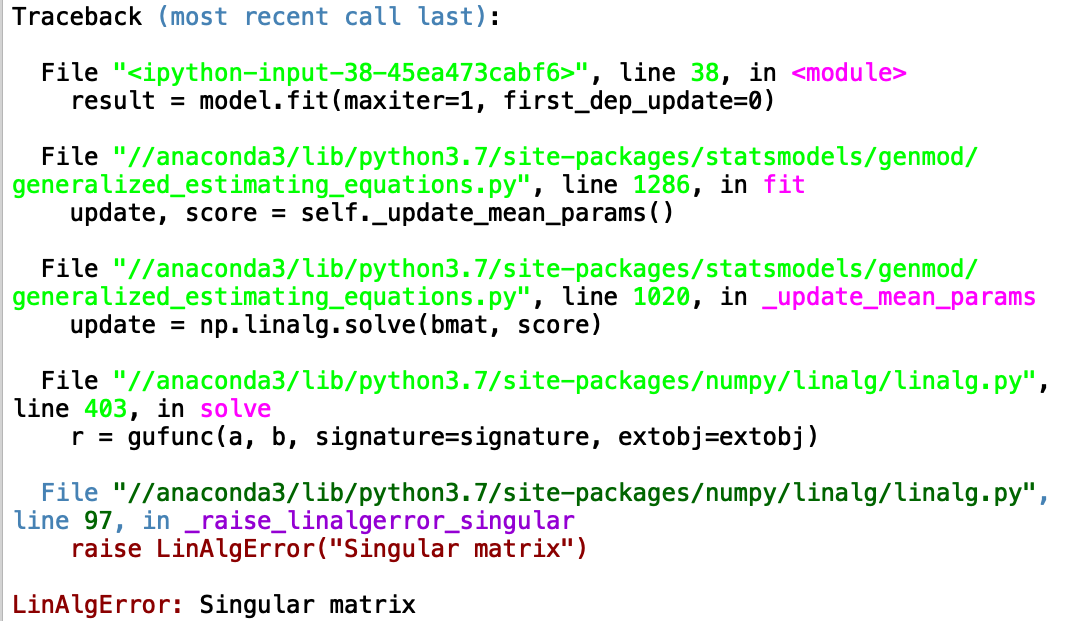 Traceback (most recent call last):
File "<ipython-input-38-45ea473cabf6>", line 38, in <module>
result = model.fit(maxiter=1, first_dep_update=0)
File "//anaconda3/lib/python3.7/site-packages/statsmodels/genmod/
generalized_estimating_equations.py", line 1286, in fit
update, score = self._update_mean_params()
File "//anaconda3/lib/python3.7/site-packages/statsmodels/genmod/
generalized_estimating_equations.py", line 1020, in _update_mean_params
update = np.linalg.solve(bmat, score)
File "//anaconda3/lib/python3.7/site-packages/numpy/linalg/linalg.py",
line 403, in solve
r = gufunc(a, b, signature=signature, extobj=extobj)
File "//anaconda3/lib/python3.7/site-packages/numpy/linalg/linalg.py",
line 97, in _raise_linalgerror_singular
raise LinAlgError("Singular matrix")
LinAlgError: Singular matrix